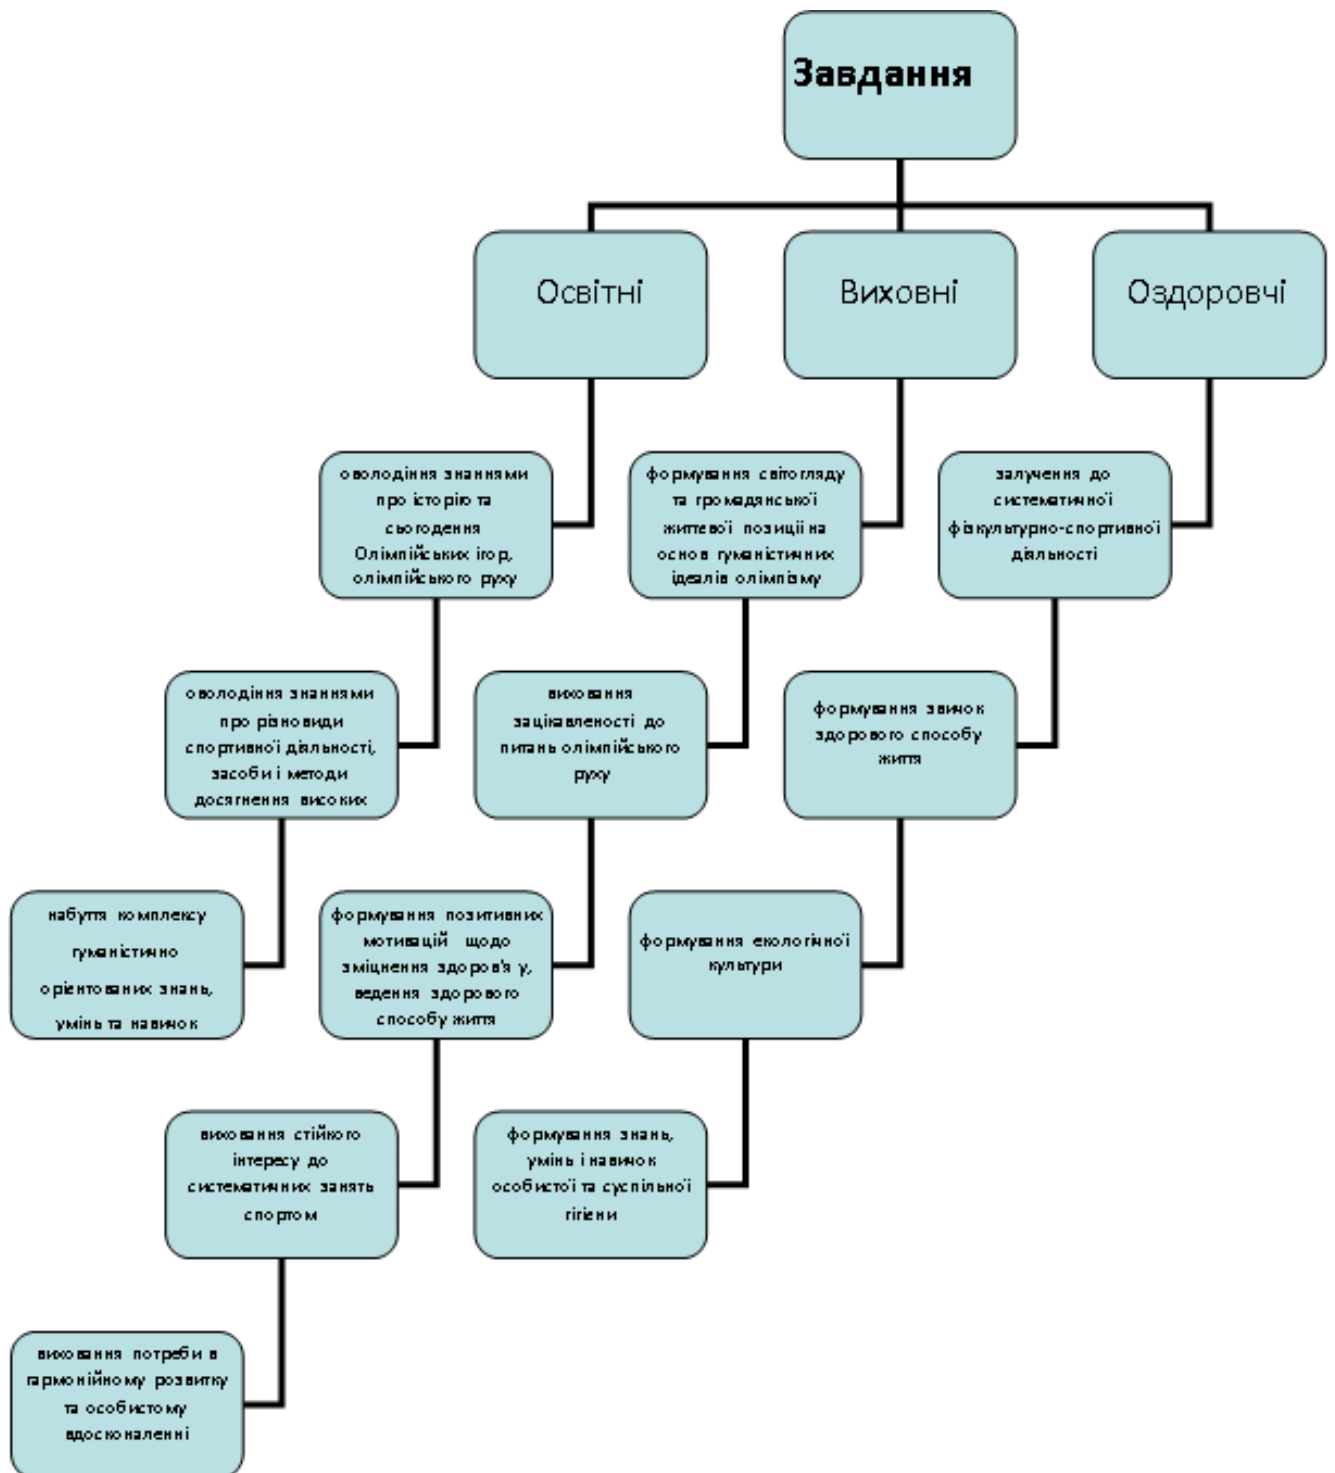 Завдання
Освітні
Виховні
Оздоровчі
оволодіння знаннями
про історію та
сьогодення
Олімпійських ігор,
олімпійського руху
формування світогляду
та громадянської
життєвої позиції на
основ гуманістичних
ідеалів олімпізму
залучення до
систематичної
фізкультурно-спортивної
діяльності
оволодіння знаннями
про різновиди
спортивної діяльності,
засоби і методи
досягнення високих
виховання
зацікавленості до
питань олімпійського
руху
формування звичок
здорового способу
життя
набуття комплексу
гуманістично
орієнтованих знань,
умінь та навичок
формування позитивних
мотивацій щодо
зміцнення здоров'я у,
ведення здорового
способу життя
формування екологічної
культури
виховання стійкого
інтересу до
систематичних занять
спортом
формування знань,
умінь і навичок
особистої та суспільної
гігієни
виховання потреби в
гармонійному розвитку
та особистому
вдосконаленні